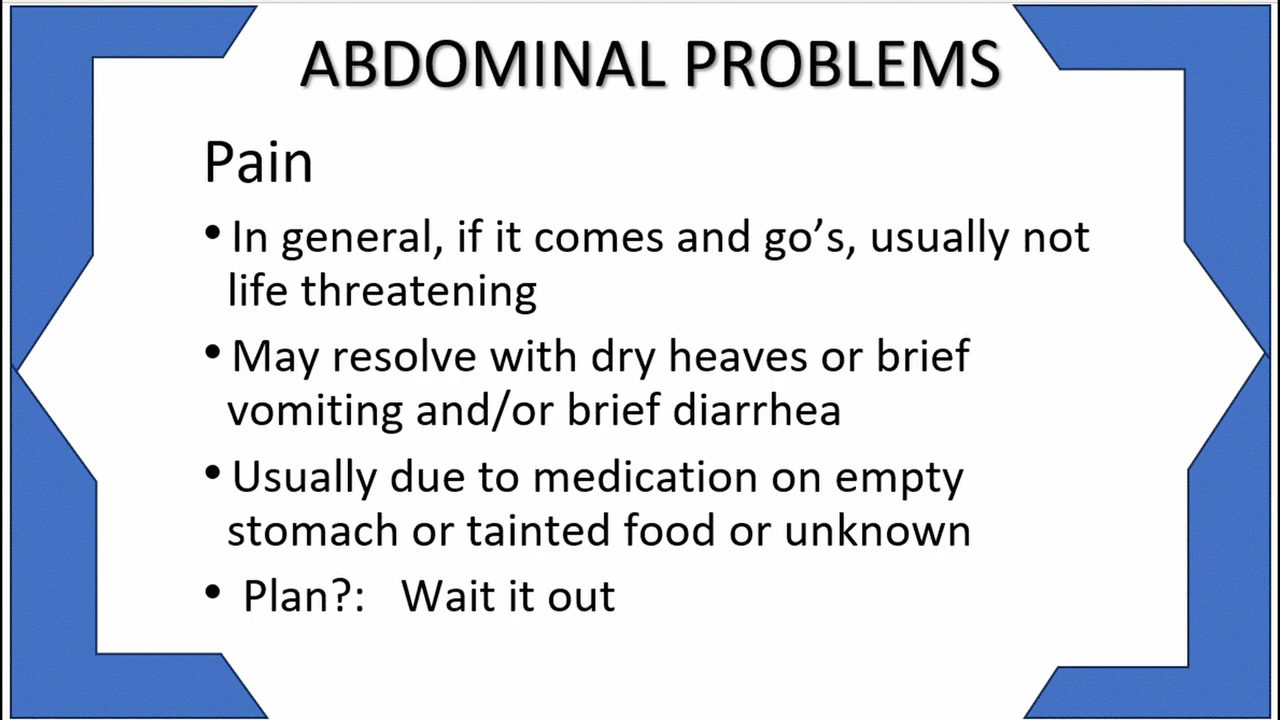 ABDOMINAL PROBLEMS
Pain
•In general, if it comes and go’s, usually not
life threatening
•May resolve with dry heaves or brief
vomiting and/or brief diarrhea
•Usually due to medication on empty
stomach or tainted food or unknown
• Plan?: Wait it out